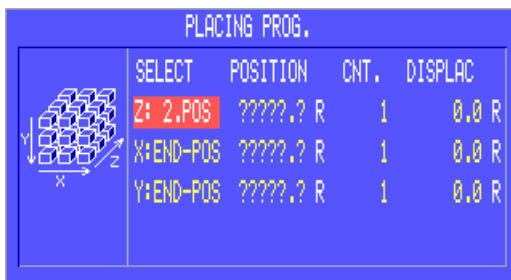 PLACING PROG.
SELECT POSITION CNT. DISPLAC
Z: 2.POS ?????.? R 1 0.0 R
X:END-POS ?????.? R 1 0.0 R
Y:END-POS ?????.? R 1 0.0 R
Y
Z
X